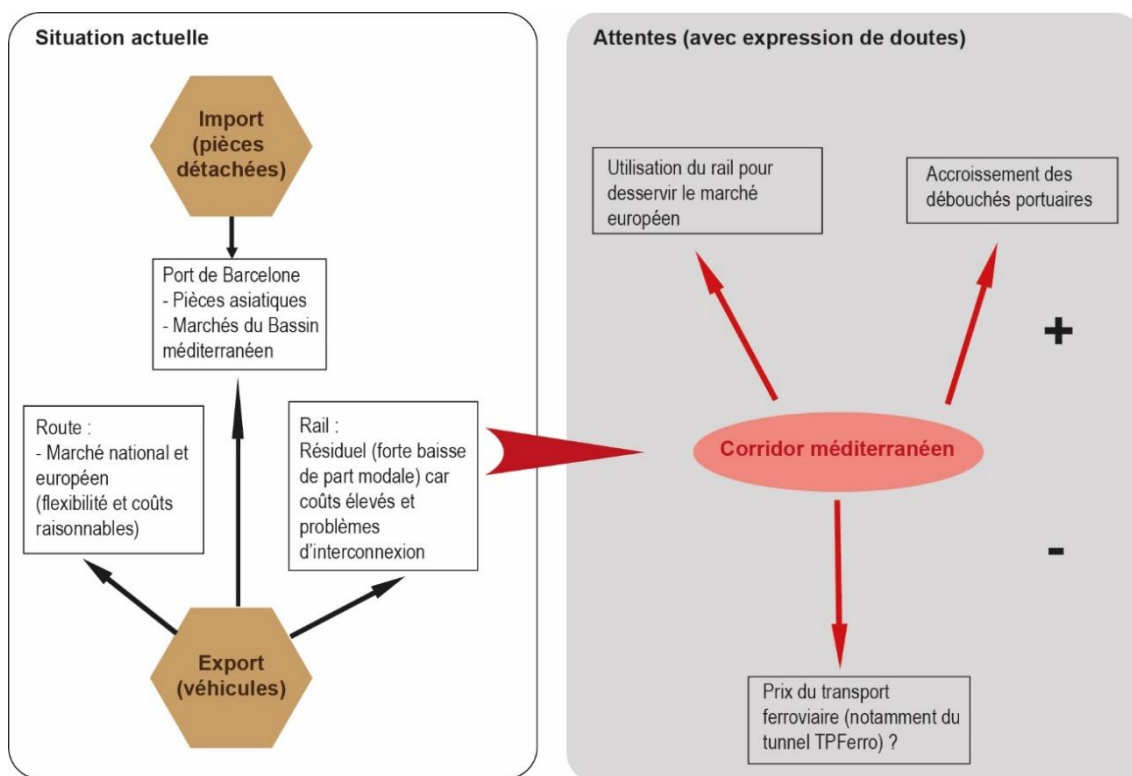 Situation actuelle
Import
(pièces
détachées)
Port de Barcelone
- Pièces asiatiques
- Marchés du Bassin
méditerranéen
Route :
- Marché national et
européen
(flexibilité et coûts
raisonnables)
Rail :
Résiduel (forte baisse
de part modale) car
coûts élevés et
problèmes
d'interconnexion
Export
(véhicules)
Attentes (avec expression de doutes)
Utilisation du rail pour
desservir le marché
européen
Accroissement des
débouchés portuaires
+
Corridor méditerranéen
-
Prix du transport
ferroviaire (notamment du
tunnel TPFerro) ?